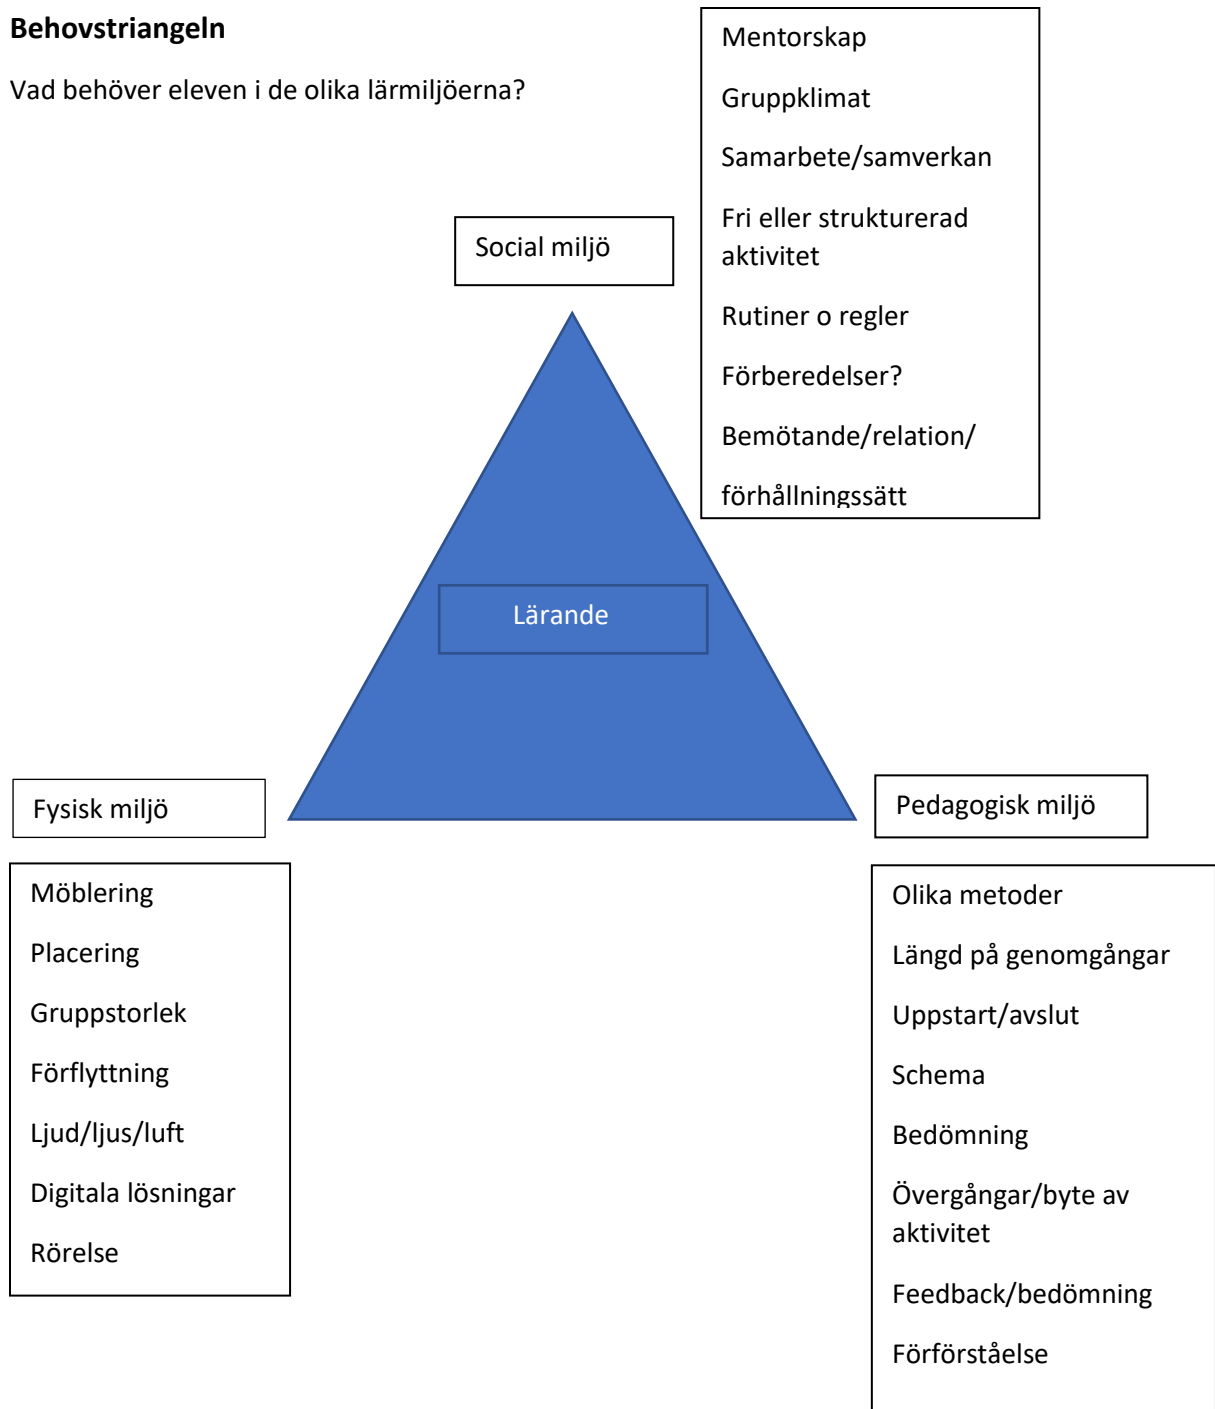 Behovstriangeln
Vad behöver eleven i de olika lärmiljöerna?
Mentorskap
Gruppklimat
Samarbete/samverkan
Fri eller strukturerad
aktivitet
Rutiner o regler
Förberedelser?
Bemötande/relation/
förhållningssätt
Social miljö
Lärande
Fysisk miljö
Möblering
Placering
Gruppstorlek
Förflyttning
Ljud/ljus/luft
Digitala lösningar
Rörelse
Pedagogisk miljö
Olika metoder
Längd på genomgångar
Uppstart/avslut
Schema
Bedömning
Övergångar/byte av
aktivitet
Feedback/bedömning
Förförståelse